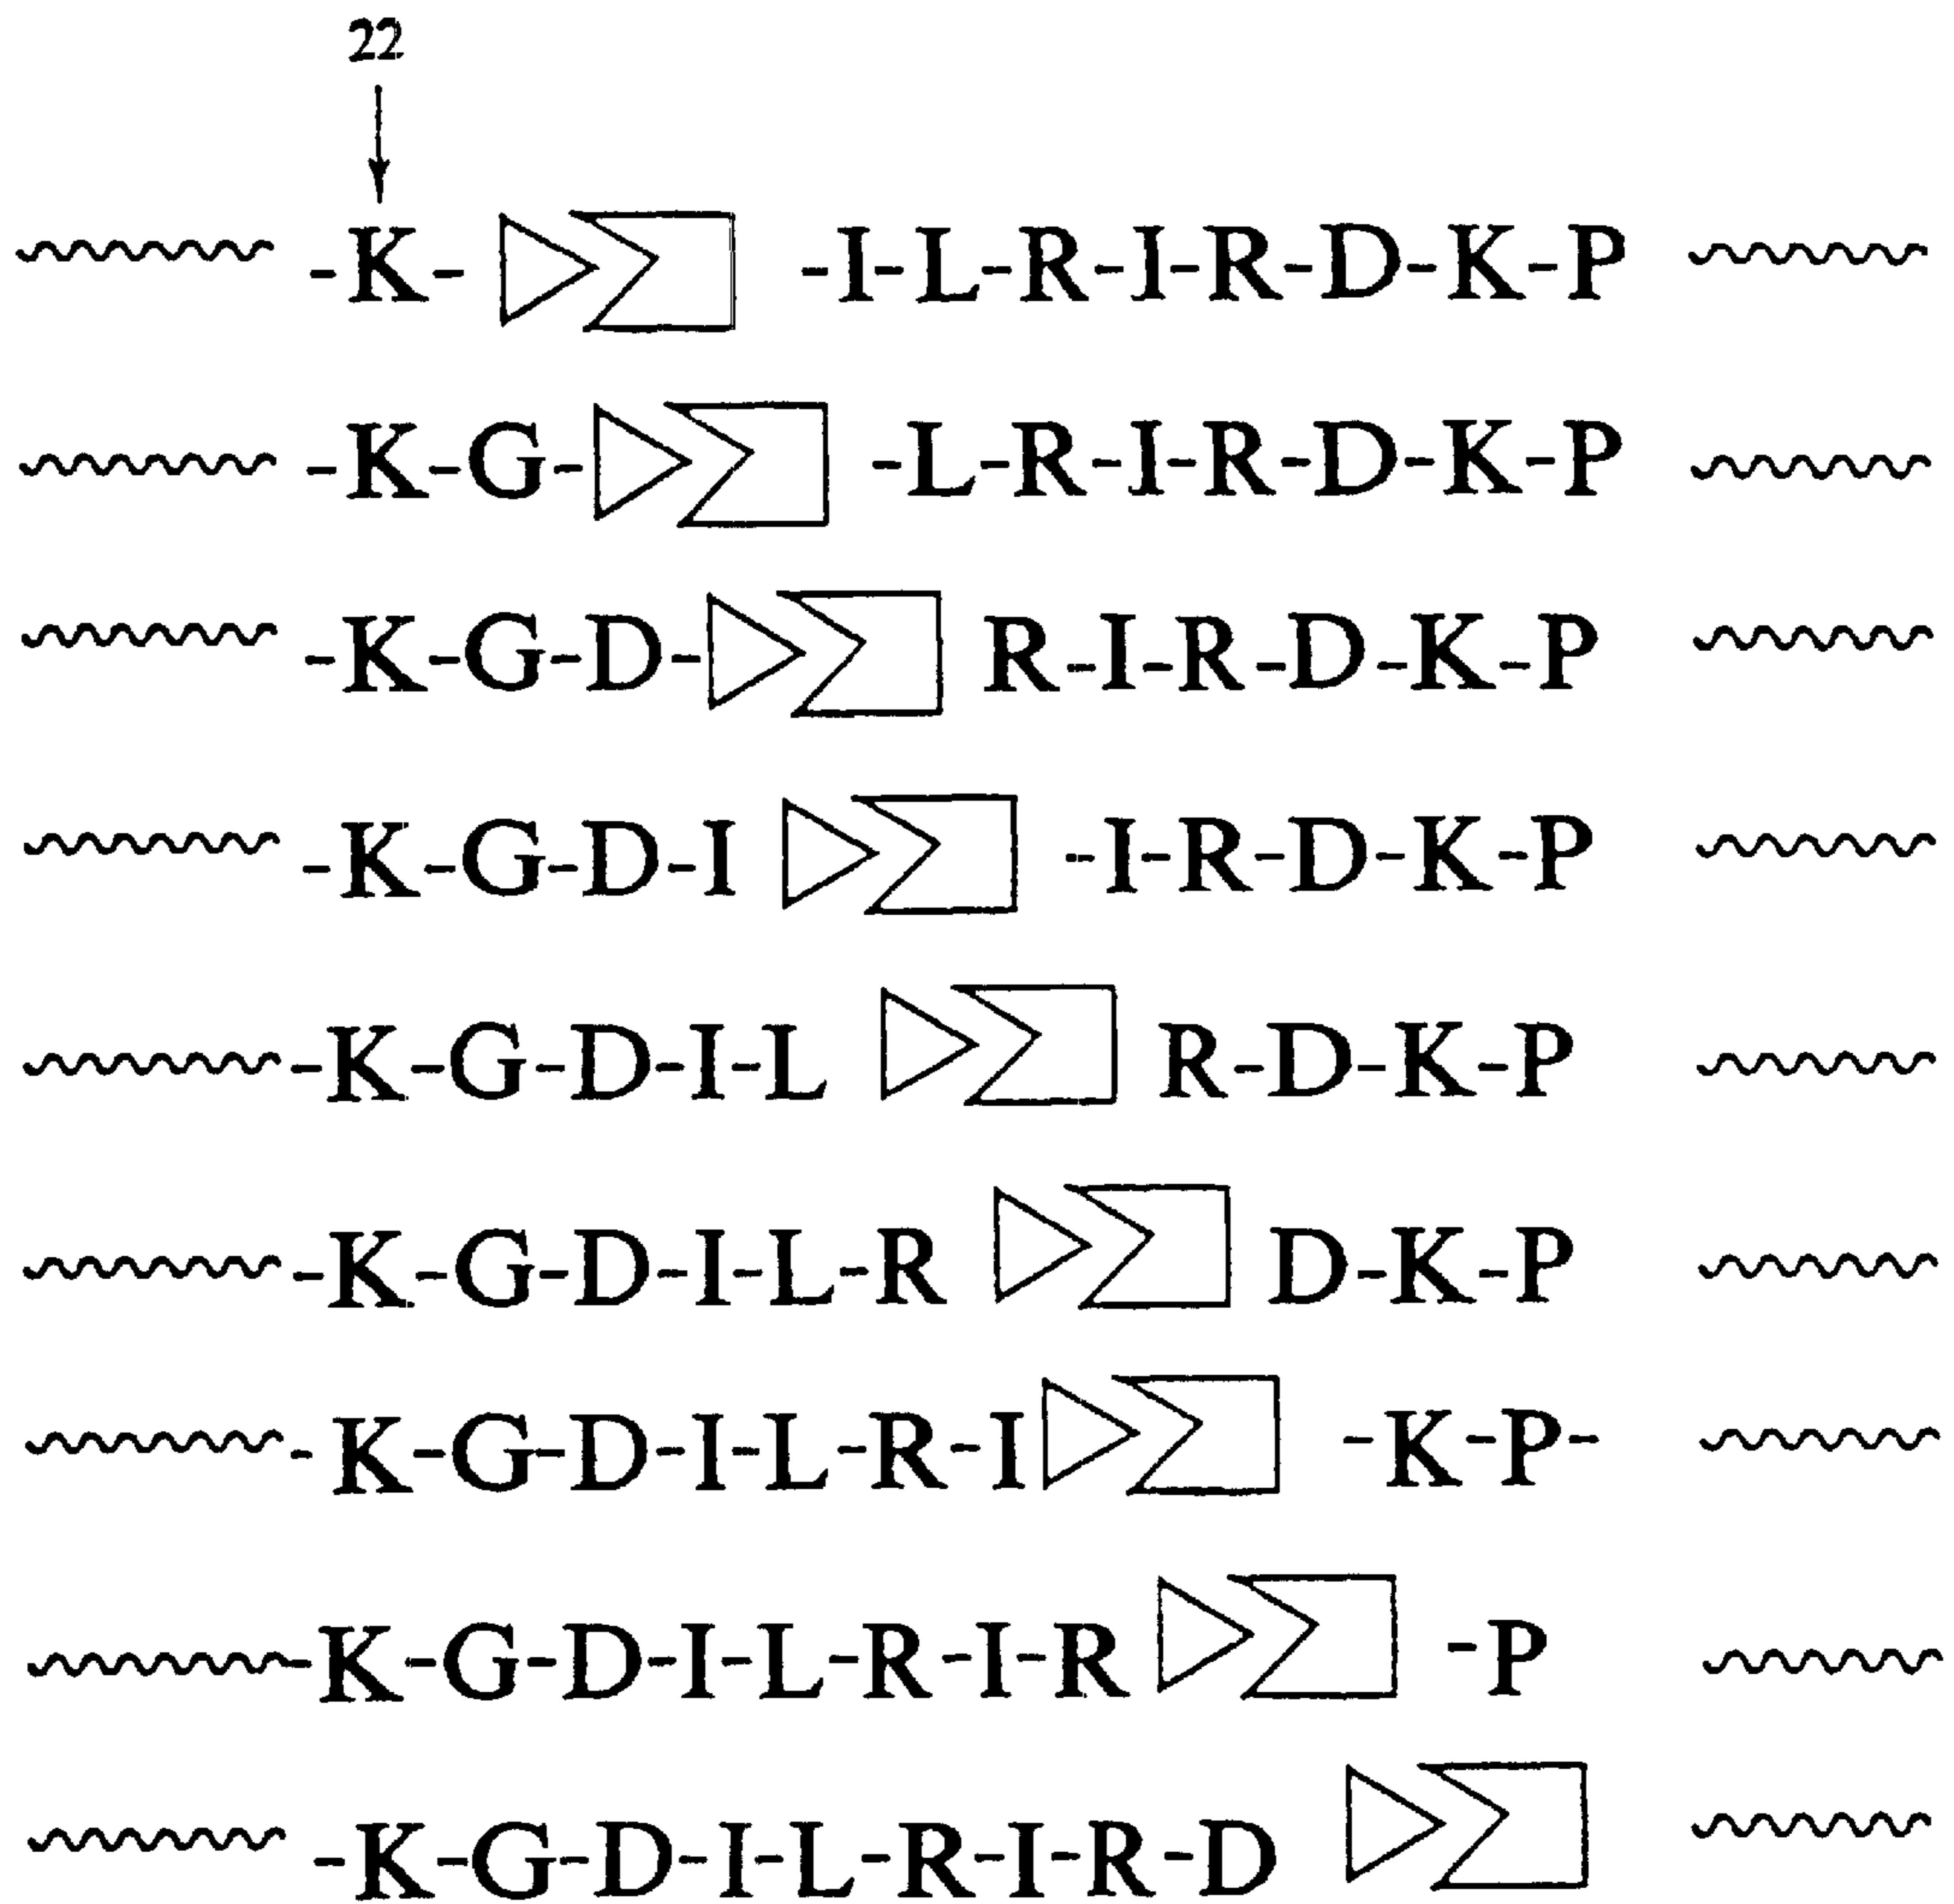 22
-K- -I-L-R-I-R-D-K-P
-K-G- -L-R-I-R-D-K-P
-K-G-D- R-I-R-D-K-P
-K-G-D-I -I-R-D-K-P
-K-G-D-I-L R-D-K-P
-K-G-D-I-L-R D-K-P
-K-G-D-I-L-R-I -K-P-
-K-G-D-I-L-R-I-R -P
-K-G-D-I-L-R-I-R-D